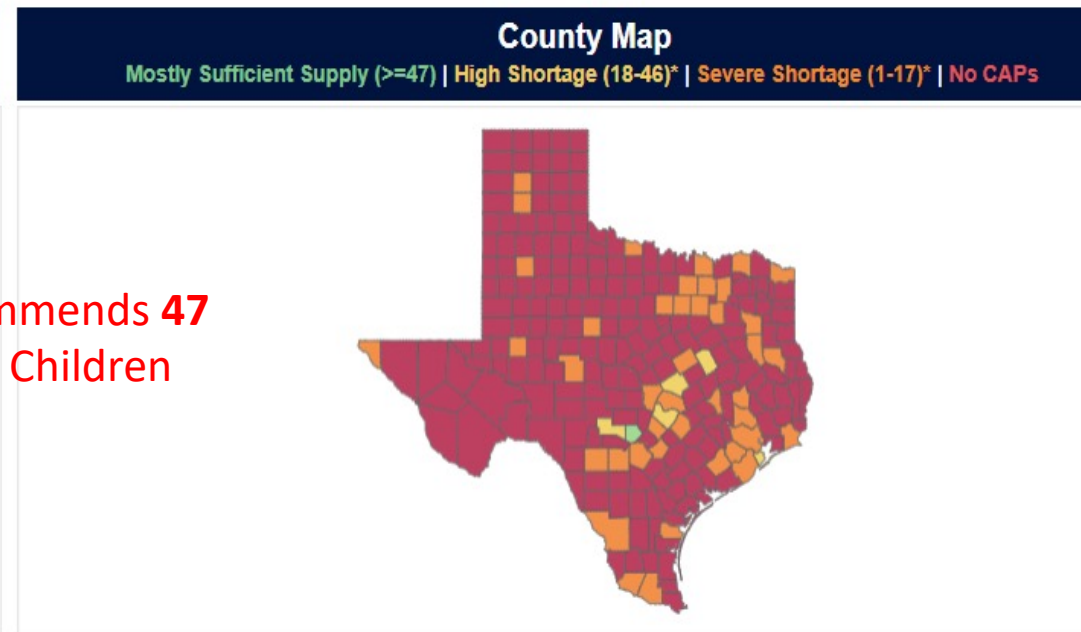 County Map
Mostly Sufficient Supply (>=47) | High Shortage (18-46)* | Severe Shortage (1-17)* | No CAPs
mmends 47
Children